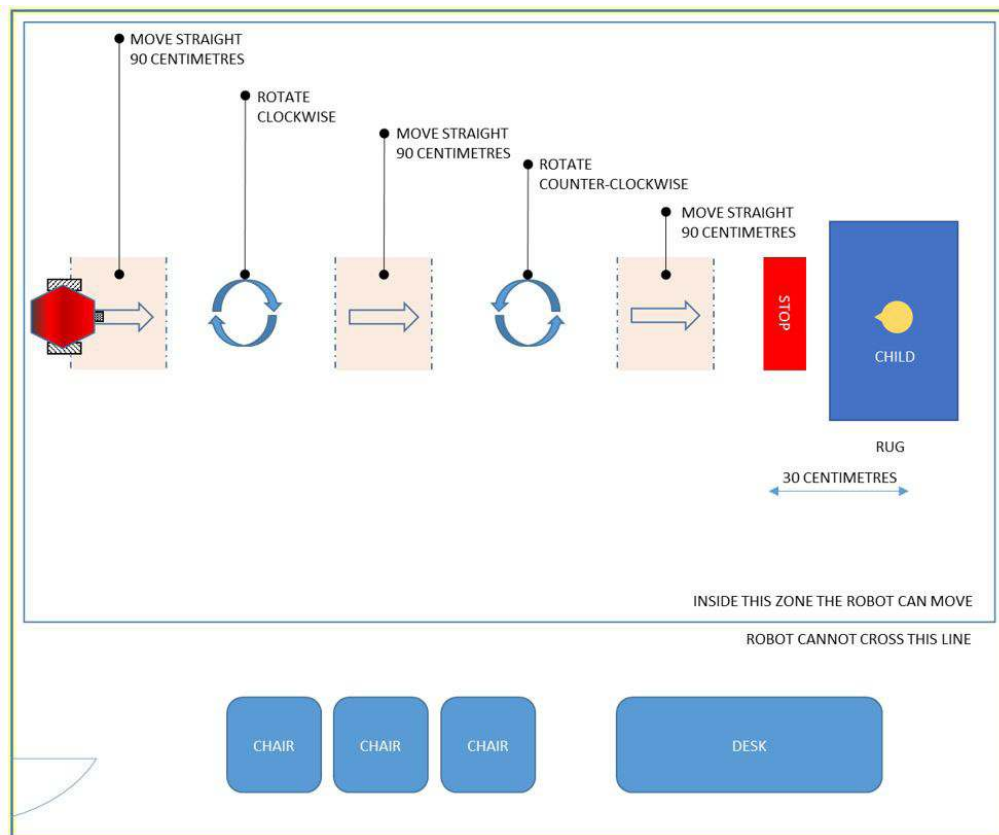 MOVE STRAIGHT
90 CENTIMETRES
ROTATE
CLOCKWISE
MOVE STRAIGHT
90 CENTIMETRES
ROTATE
COUNTER-CLOCKWISE
MOVE STRAIGHT
90 CENTIMETRES
STOP
CHILD
RUG
30 CENTIMETRES
INSIDE THIS ZONE THE ROBOT CAN MOVE
ROBOT CANNOT CROSS THIS LINE
CHAIR
CHAIR
CHAIR
DESK